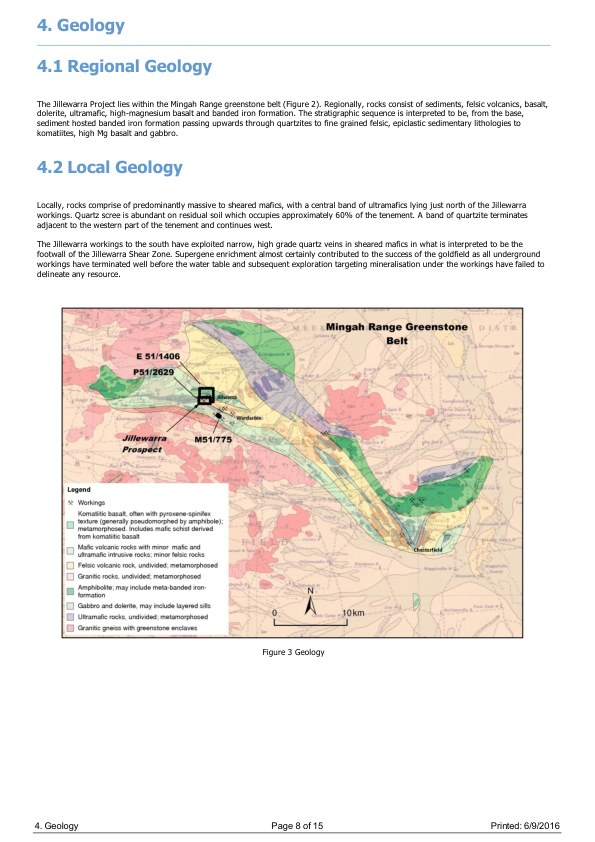 4. Geology
4.1 Regional Geology
The Jillewarra Project lies within the Mingah Range greenstone belt (Figure 2). Regionally, rocks consist of sediments, felsic volcanics, basalt,
dolerite, ultramafic, high-magnesium basalt and banded iron formation. The stratigraphic sequence is interpreted to be, from the base,
sediment hosted banded iron formation passing upwards through quartzites to fine grained felsic, epiclastic sedimentary lithologies to
komatiites, high Mg basalt and gabbro.
4.2 Local Geology
Locally, rocks comprise of predominantly massive to sheared mafics, with a central band of ultramafics lying just north of the Jillewarra
workings. Quartz scree is abundant on residual soil which occupies approximately 60% of the tenement. A band of quartzite terminates
adjacent to the western part of the tenement and continues west.
The Jillewarra workings to the south have exploited narrow, high grade quartz veins in sheared mafics in what is interpreted to be the
footwall of the Jillewarra Shear Zone. Supergene enrichment almost certainly contributed to the success of the goldfield as all underground
workings have terminated well before the water table and subsequent exploration targeting mineralisation under the workings have failed to
delineate any resource.
Mingah Range Greenstone
Belt
E 51/1406
P51/2629
Jillewarra
Prospect
M51/775
Chesterfield
Legend
Workings
Komatiitic basalt, often with pyroxene-spinifex
texture (generally pseudomorphed by amphibole);
metamorphosed. Includes mafic schist derived
from komatiitic basalt
Mafic volcanic rocks with minor mafic and
ultramafic intrusive rocks; minor felsic rocks
Felsic volcanic rock, undivided; metamorphosed
Granitic rocks, undivided; metamorphosed
Amphibolite; may include meta-banded iron-
formation
Gabbro and dolerite, may include layered sills
Ultramafic rocks, undivided; metamorphosed
Granitic gneiss with greenstone enclaves
N
0 10km
Figure 3 Geology
4. Geology Page 8 of 15 Printed: 6/9/2016